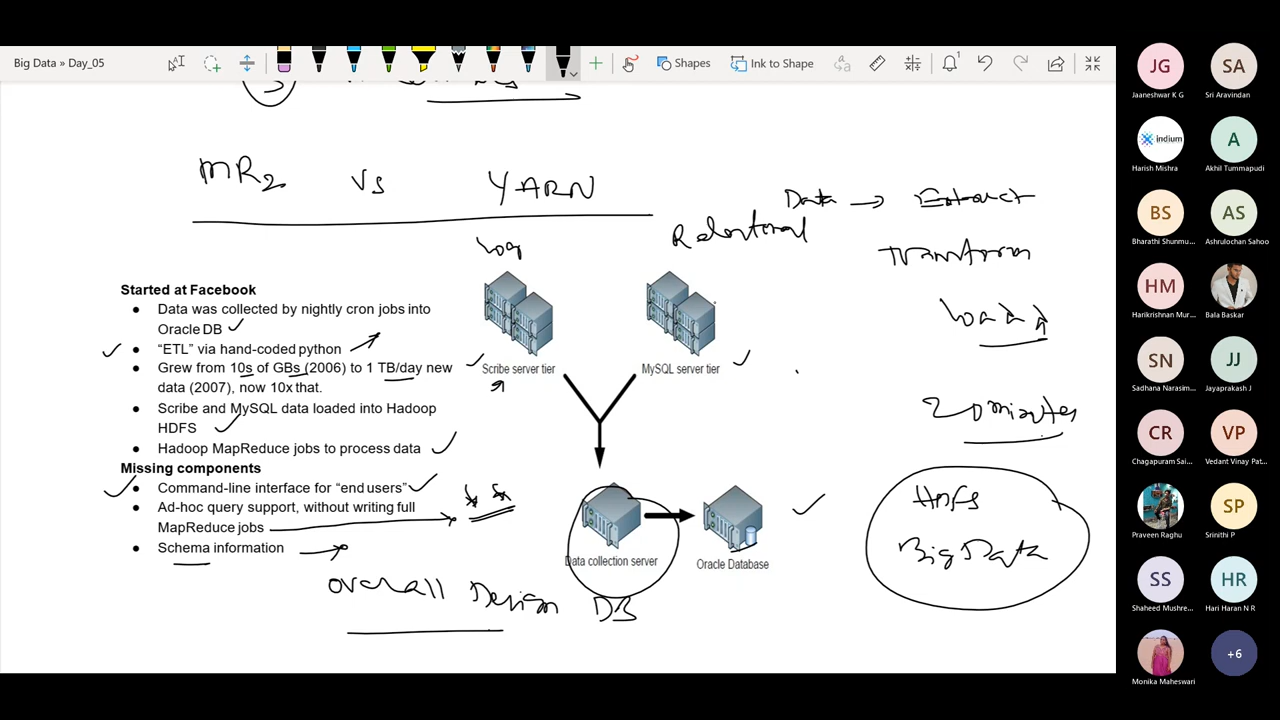 Big Data » Day_05
Shapes
Ink to Shape
MR2 vs YARN
Data → Extract
Log
Relational
Transform
Load
Started at Facebook
● Data was collected by nightly cron jobs into
Oracle DB
● “ETL” via hand-coded python
● Grew from 10s of GBs (2006) to 1 TB/day new
data (2007), now 10x that.
● Scribe and MySQL data loaded into Hadoop
HDFS
● Hadoop MapReduce jobs to process data
Missing components
● Command-line interface for “end users”
● Ad-hoc query support, without writing full
MapReduce jobs
● Schema information
Scribe server tier
MySQL server tier
20 minutes
Data collection server
Oracle Database
HDFS
Big Data
Overall Design DB
JG
Jaaneshwar K G
SA
Sri Aravindan
indium
Harish Mishra
A
Akhil Tummapudi
BS
Bharathi Shunmu...
AS
Ashrulochan Sahoo
HM
Harikrishnan Mur...
Bala Baskar
SN
Sadhana Narasim...
JJ
Jayaprakash J
CR
Chagapuram Sai...
VP
Vedant Vinay Pat...
Praveen Raghu
SP
Srinithi P
SS
Shaheed Mushre...
HR
Hari Haran N R
Monika Maheswari
+6